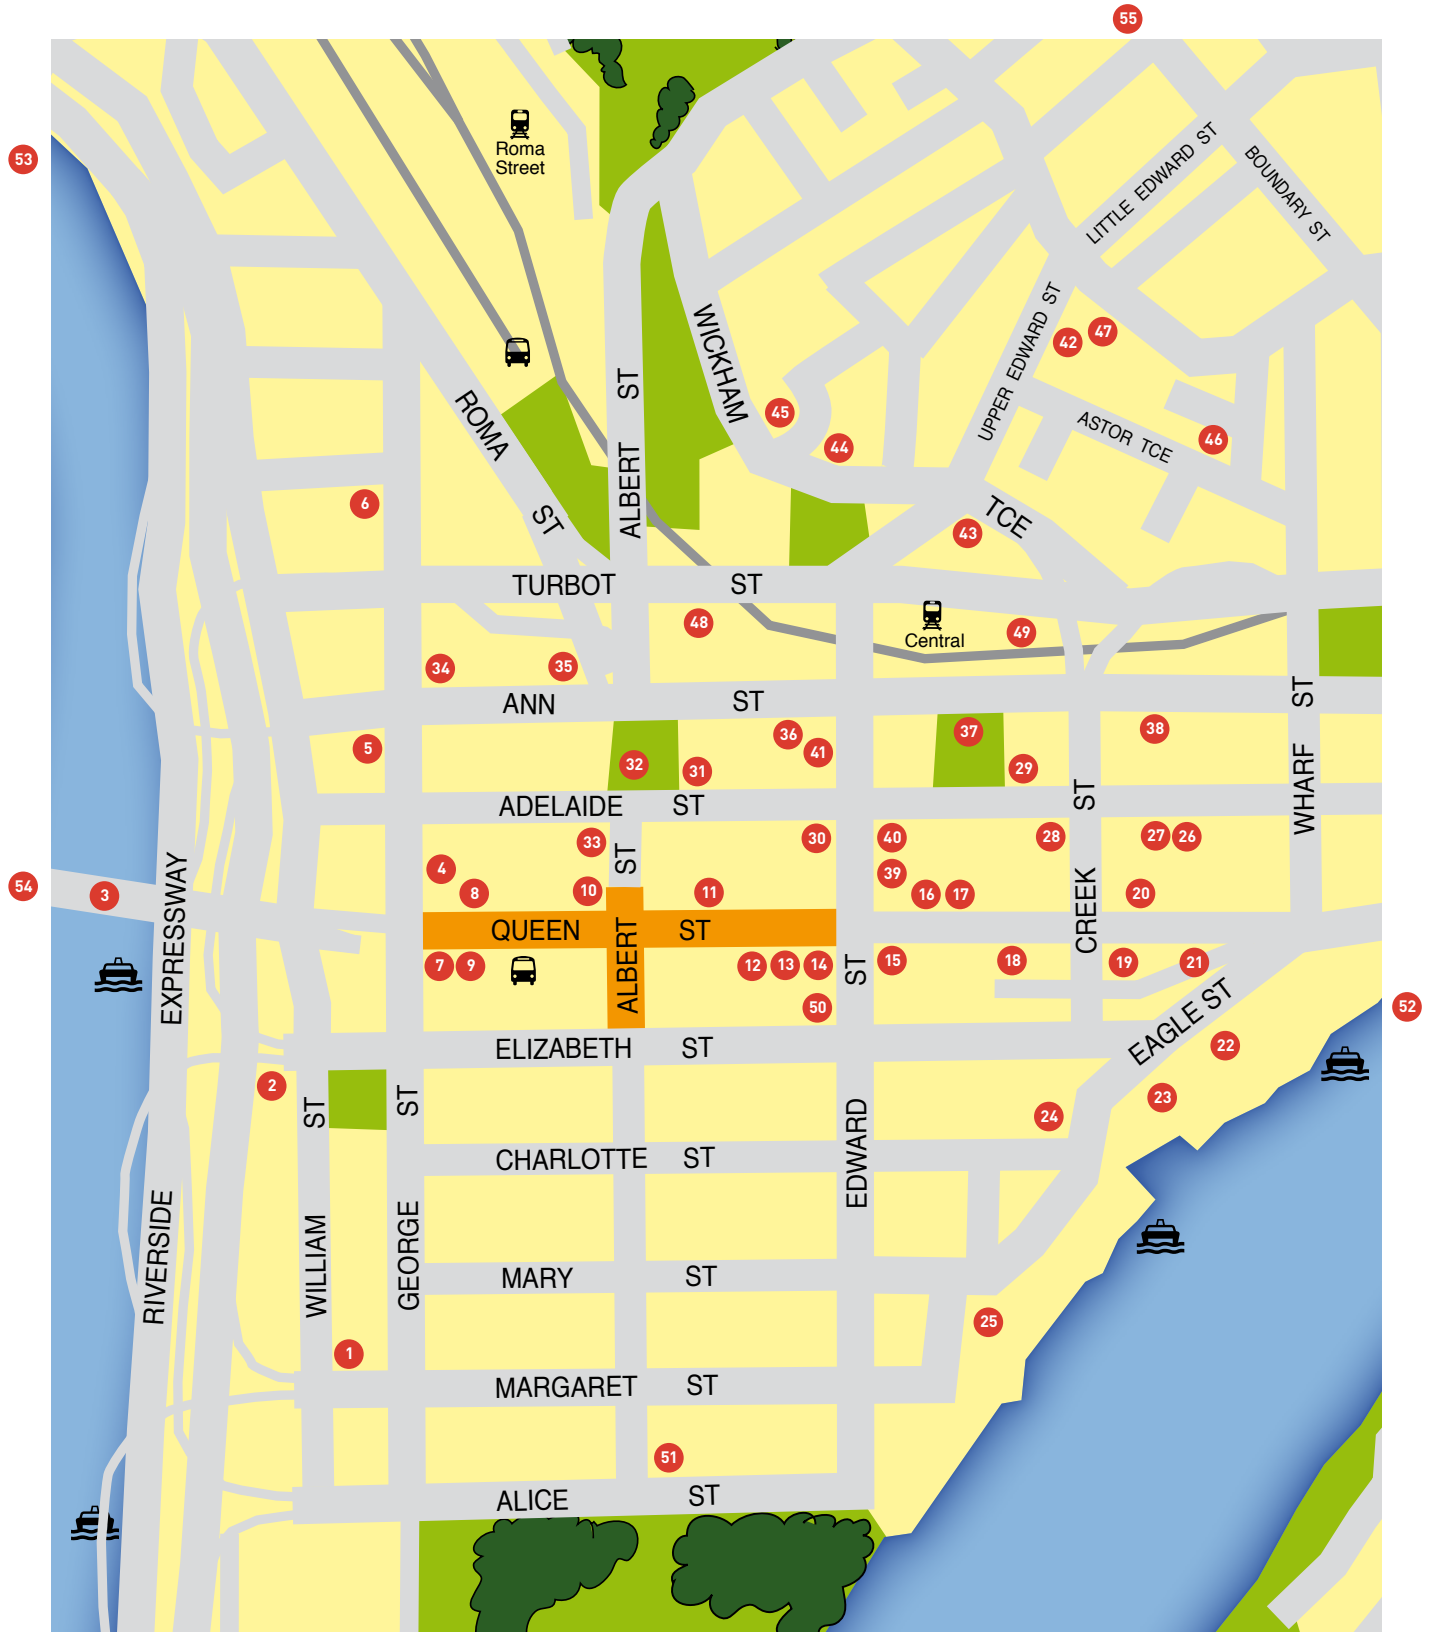 55
53
Roma
Street
LITTLE EDWARD ST
BOUNDARY ST
WICKHAM
TCE
UPPER EDWARD ST
42
47
ROMA
ST
ALBERT
ST
45
44
ASTOR TCE
46
6
43
TURBOT ST
48
Central
49
34
35
ANN ST
WHARF
ST
5
32
31
36
41
37
29
38
ADELAIDE ST
33
ST
30
40
28
CREEK
ST
27
26
4
8
10
11
39
16
17
20
54
3
RIVERSIDE
EXPRESSWAY
QUEEN ST
ALBERT
7
9
12
13
14
15
18
19
21
50
EDWARD
ST
52
ELIZABETH ST
EAGLE ST
22
2
WILLIAM
ST
GEORGE
ST
23
24
CHARLOTTE ST
MARY ST
25
1
MARGARET ST
51
ALICE ST